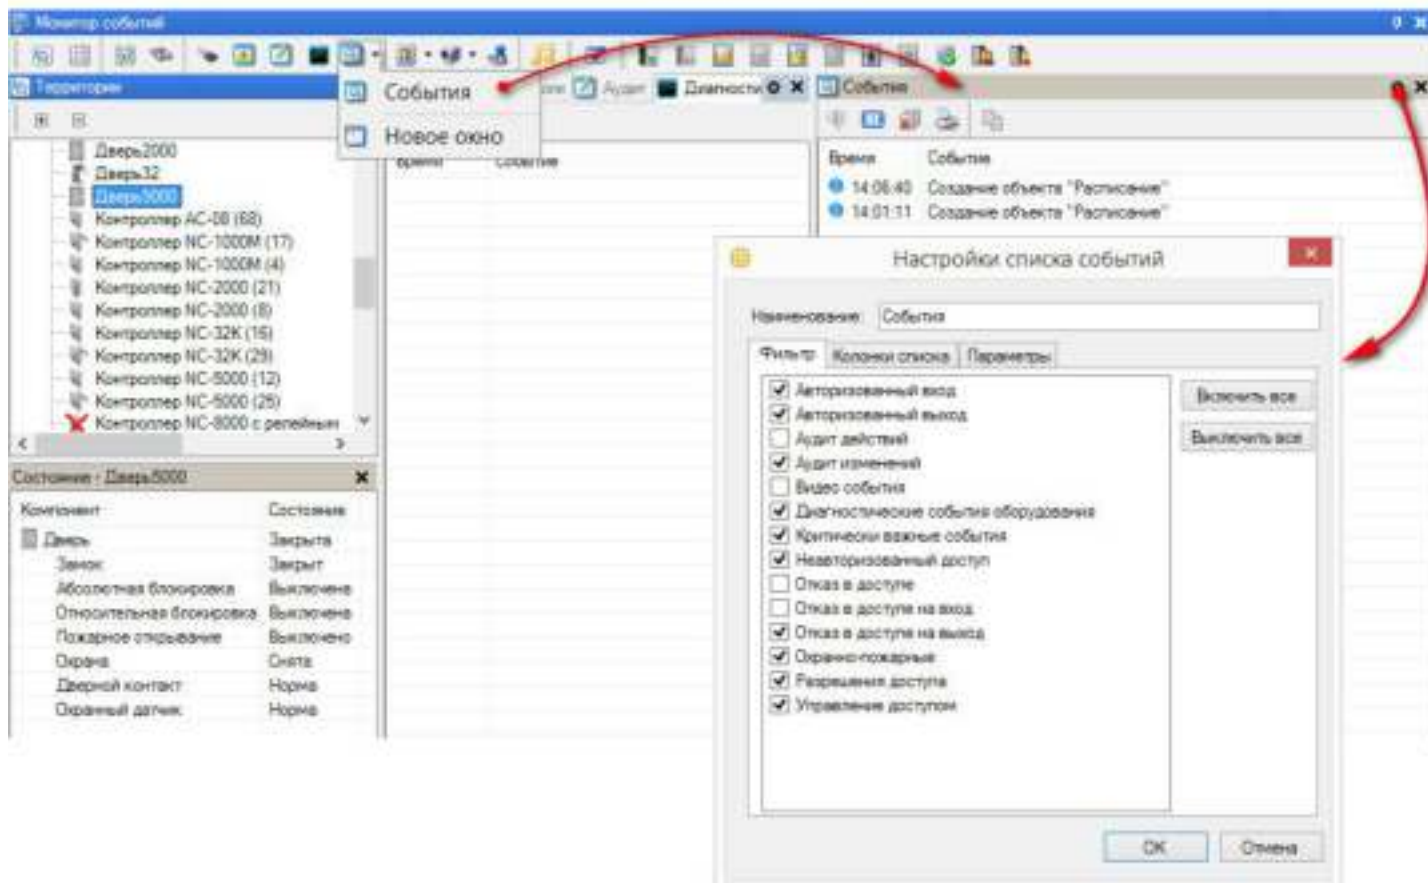 Монитор событий
Территории
События
Новое окно
Аудит
Диагности
События
Время Событие
Дверь2000
Дверь32
Дверь5000
Контроллер AC-08 (68)
Контроллер NC-1000M (17)
Контроллер NC-1000M (4)
Контроллер NC-2000 (21)
Контроллер NC-2000 (8)
Контроллер NC-32K (16)
Контроллер NC-32K (29)
Контроллер NC-5000 (12)
Контроллер NC-5000 (25)
Контроллер NC-8000 с релейным
Время Событие
14:06:40 Создание объекта "Расписание"
14:01:11 Создание объекта "Расписание"
Состояние - Дверь5000
Компонент Состояние
Дверь Закрыта
Замок Закрыт
Абсолютная блокировка Выключена
Относительная блокировка Выключена
Пожарное открывание Выключено
Охрана Снята
Дверной контакт Норма
Охранный датчик Норма
Настройки списка событий
Наименование: События
Фильтр Колонки списка Параметры
Авторизованный вход
Авторизованный выход
Аудит действий
Аудит изменений
Видео события
Диагностические события оборудования
Критически важные события
Неавторизованный доступ
Отказ в доступе
Отказ в доступе на вход
Отказ в доступе на выход
Охранно-пожарные
Разрешения доступа
Управление доступом
Включить все
Выключить все
OK Отмена